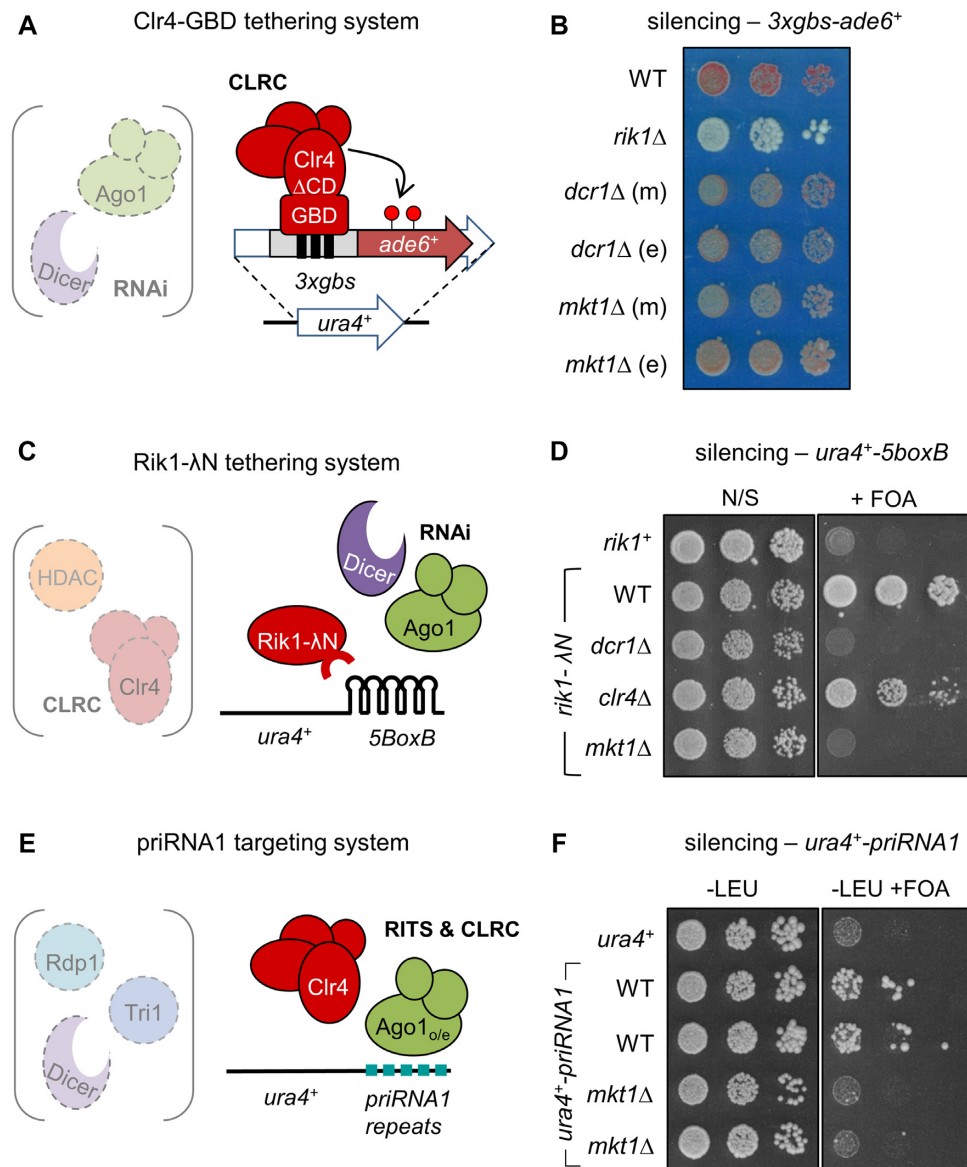 A
Clr4-GBD tethering system
CLRC
Ago1
Dicer
RNAi
Clr4
ΔCD
GBD
ade6⁺
3xgbs
ura4⁺
B
silencing – 3xgbs-ade6⁺
WT
rik1Δ
dcr1Δ (m)
dcr1Δ (e)
mkt1Δ (m)
mkt1Δ (e)
C
Rik1-λN tethering system
HDAC
CLRC
Clr4
Dicer
RNAi
Ago1
Rik1-λN
ura4⁺
5BoxB
D
silencing – ura4⁺-5boxB
N/S
+ FOA
rik1⁺
rik1- λN
WT
dcr1Δ
clr4Δ
mkt1Δ
E
priRNA1 targeting system
Rdp1
Tri1
Dicer
RITS & CLRC
Clr4
Ago1o/e
ura4⁺
priRNA1
repeats
F
silencing – ura4⁺-priRNA1
-LEU
-LEU +FOA
ura4⁺
ura4⁺-priRNA1
WT
WT
mkt1Δ
mkt1Δ